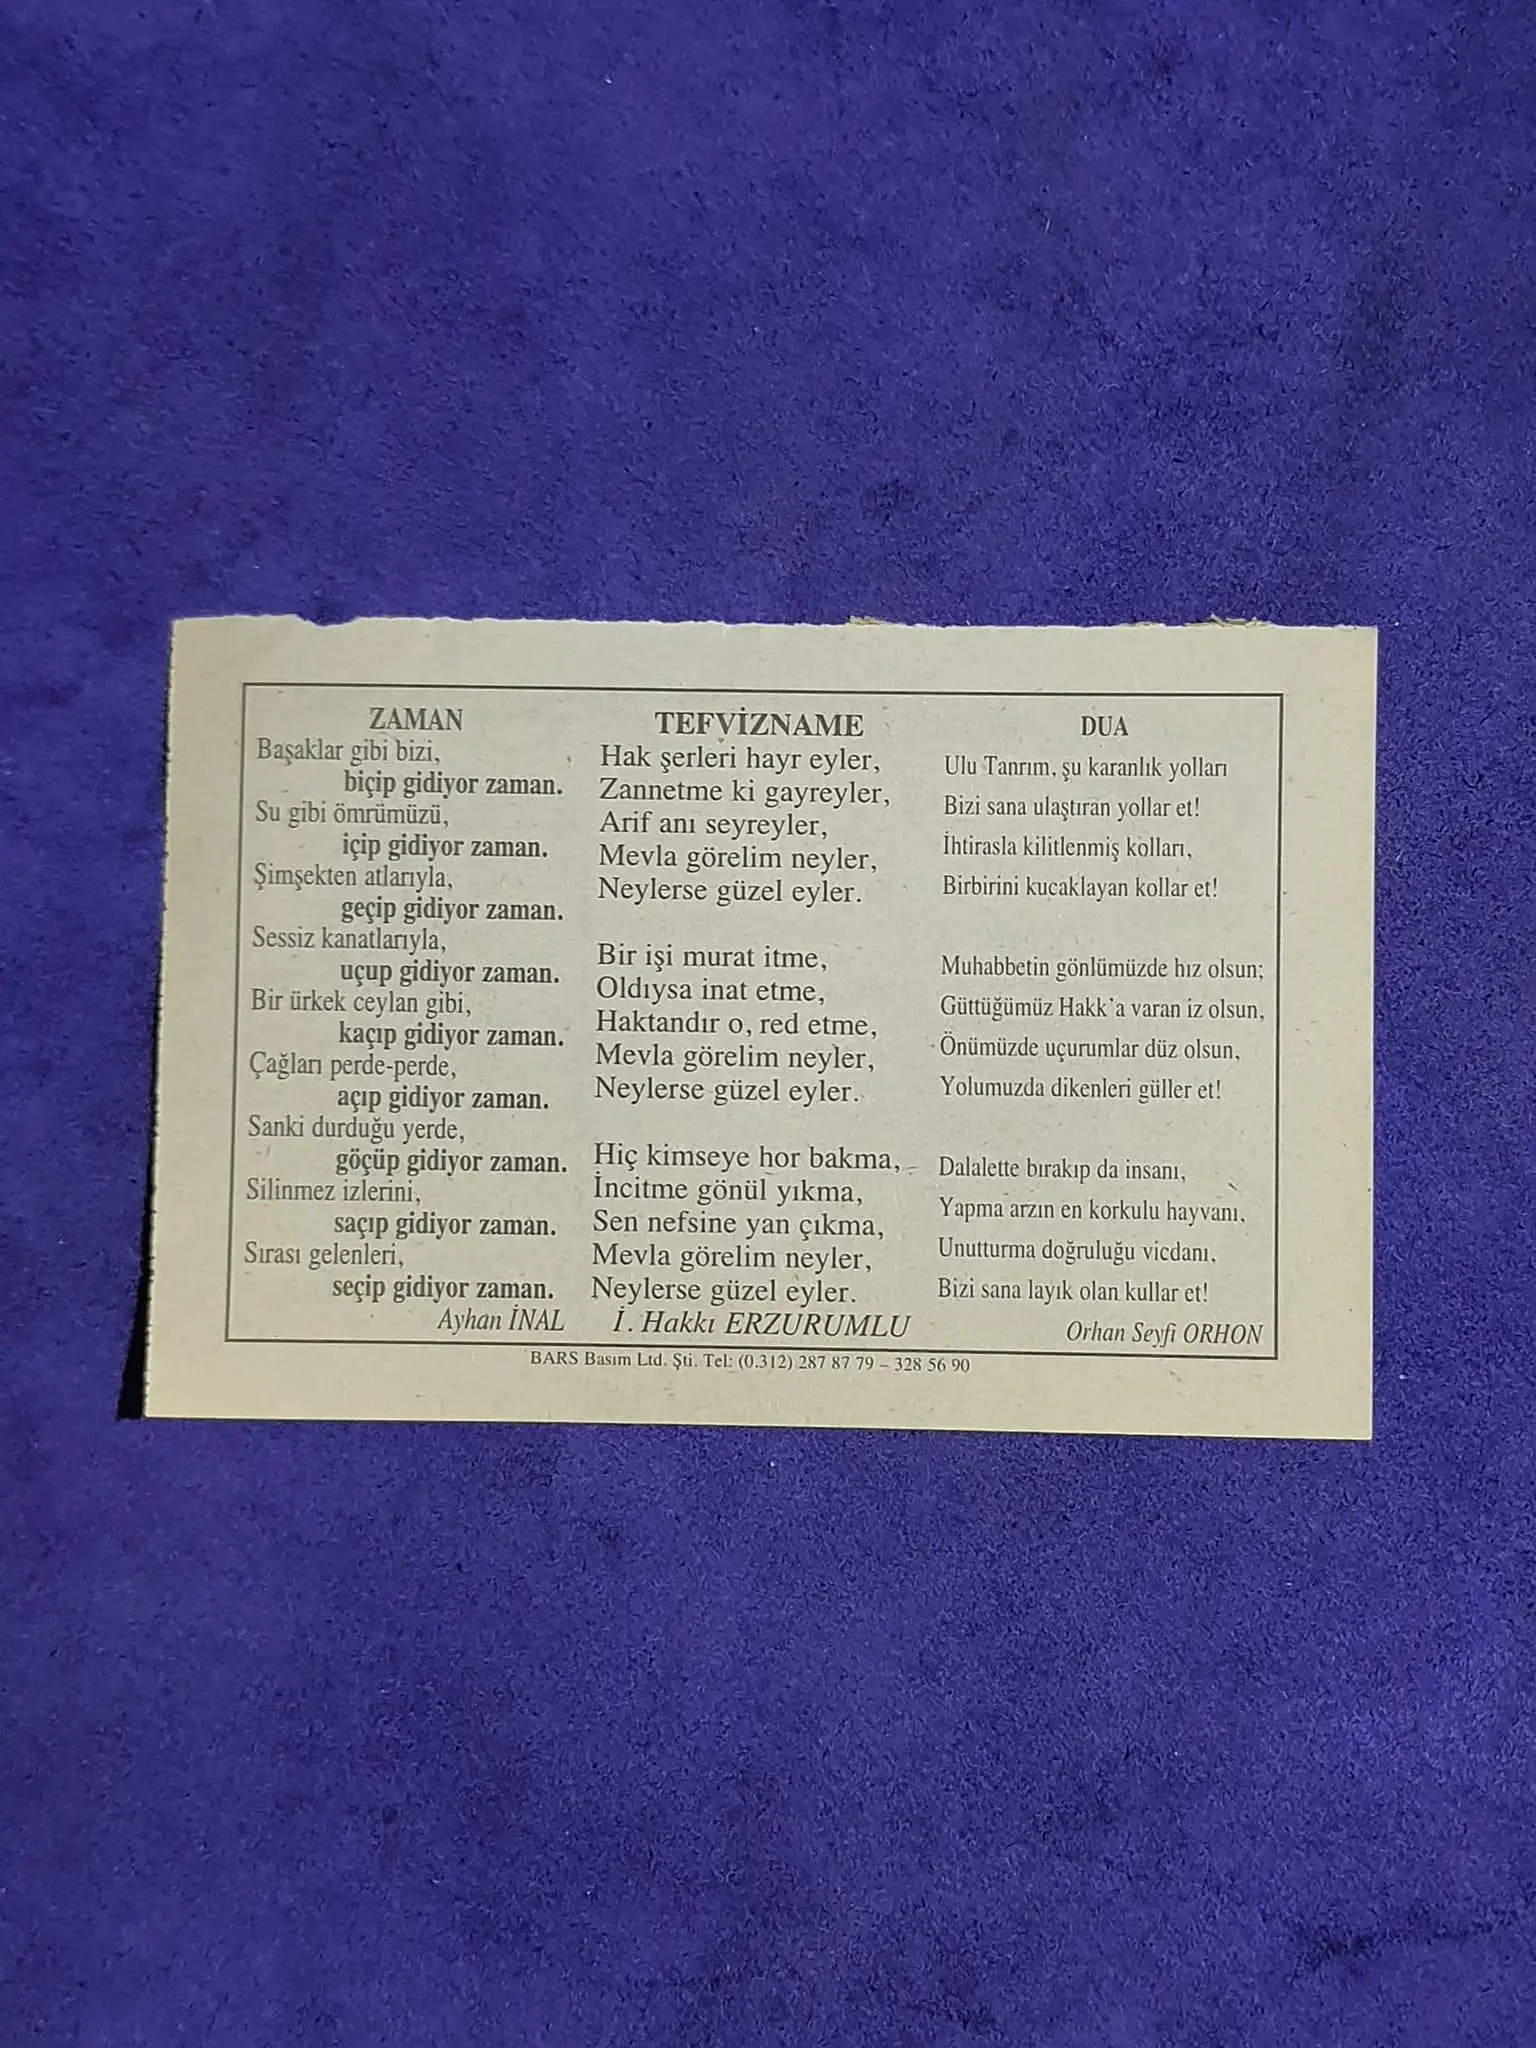 ZAMAN
Başaklar gibi bizi,
biçip gidiyor zaman.
Su gibi ömrümüzü,
içip gidiyor zaman.
Şimşekten atlarıyla,
geçip gidiyor zaman.
Sessiz kanatlarıyla,
uçup gidiyor zaman.
Bir ürkek ceylan gibi,
kaçıp gidiyor zaman.
Çağları perde-perde,
açıp gidiyor zaman.
Sanki durduğu yerde,
göçüp gidiyor zaman.
Silinmez izlerini,
saçıp gidiyor zaman.
Sırası gelenleri,
seçip gidiyor zaman.
Ayhan İNAL
TEFVİZNAME
Hak şerleri hayr eyler,
Zannetme ki gayreyler,
Arif anı seyreyler,
Mevla görelim neyler,
Neylerse güzel eyler.
Bir işi murat itme,
Oldıysa inat etme,
Haktandır o, red etme,
Mevla görelim neyler,
Neylerse güzel eyler.
Hiç kimseye hor bakma,
İncitme gönül yıkma,
Sen nefsine yan çıkma,
Mevla görelim neyler,
Neylerse güzel eyler.
İ. Hakkı ERZURUMLU
DUA
Ulu Tanrım, şu karanlık yolları
Bizi sana ulaştıran yollar et!
İhtirasla kilitlenmiş kolları,
Birbirini kucaklayan kollar et!
Muhabbetin gönlümüzde hız olsun;
Güttüğümüz Hakk'a varan iz olsun,
Önümüzde uçurumlar düz olsun,
Yolumuzda dikenleri güller et!
Dalalette bırakıp da insanı,
Yapma arzın en korkulu hayvanı,
Unutturma doğruluğu vicdanı,
Bizi sana layık olan kullar et!
Orhan Seyfi ORHON
BARS Basım Ltd. Şti. Tel: (0.312) 287 87 79 – 328 56 90